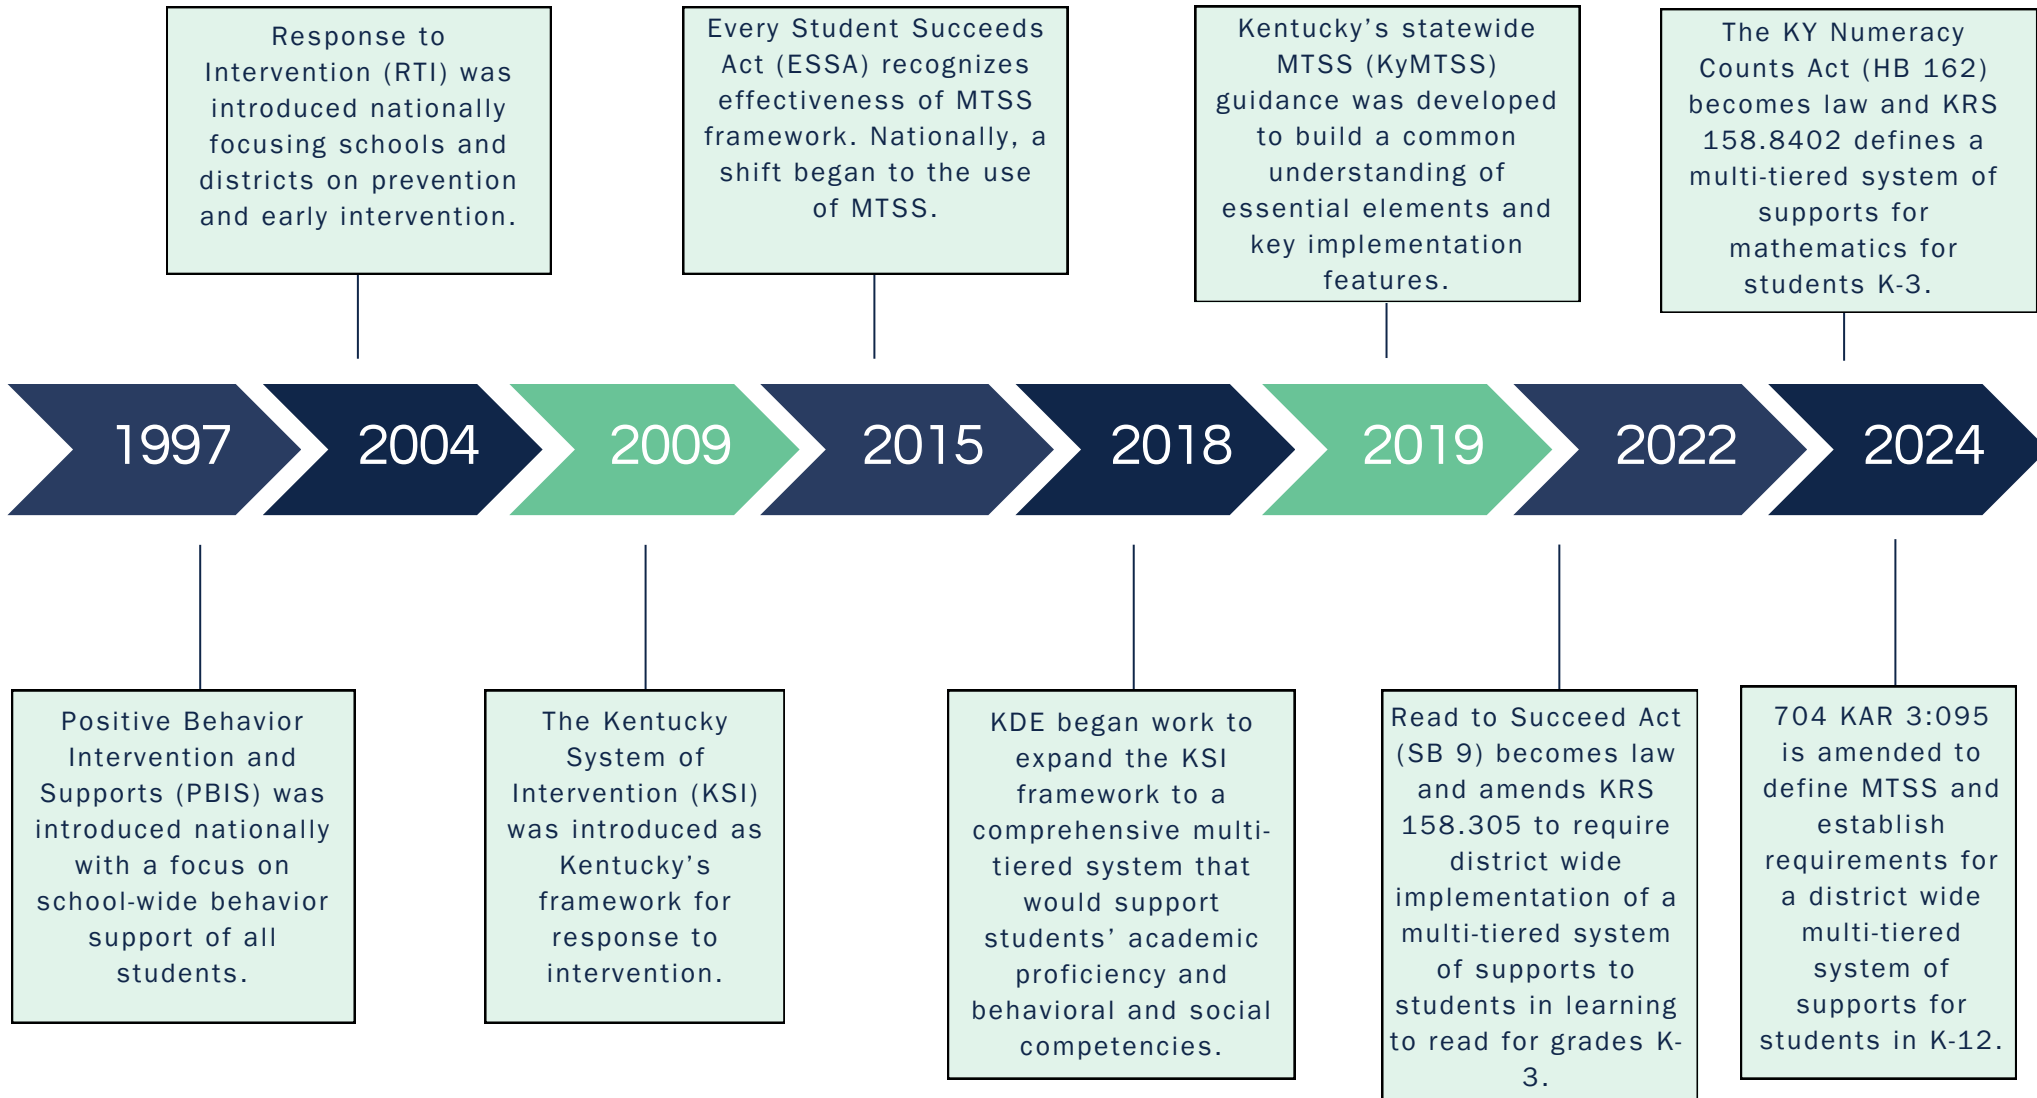 Response to
Intervention (RTI) was
introduced nationally
focusing schools and
districts on prevention
and early intervention.
Every Student Succeeds
Act (ESSA) recognizes
effectiveness of MTSS
framework. Nationally, a
shift began to the use
of MTSS.
Kentucky’s statewide
MTSS (KyMTSS)
guidance was developed
to build a common
understanding of
essential elements and
key implementation
features.
The KY Numeracy
Counts Act (HB 162)
becomes law and KRS
158.8402 defines a
multi-tiered system of
supports for
mathematics for
students K-3.
1997
2004
2009
2015
2018
2019
2022
2024
Positive Behavior
Intervention and
Supports (PBIS) was
introduced nationally
with a focus on
school-wide behavior
support of all
students.
The Kentucky
System of
Intervention (KSI)
was introduced as
Kentucky’s
framework for
response to
intervention.
KDE began work to
expand the KSI
framework to a
comprehensive multi-
tiered system that
would support
students’ academic
proficiency and
behavioral and social
competencies.
Read to Succeed Act
(SB 9) becomes law
and amends KRS
158.305 to require
district wide
implementation of a
multi-tiered system
of supports to
students in learning
to read for grades K-
3.
704 KAR 3:095
is amended to
define MTSS and
establish
requirements for
a district wide
multi-tiered
system of
supports for
students in K-12.